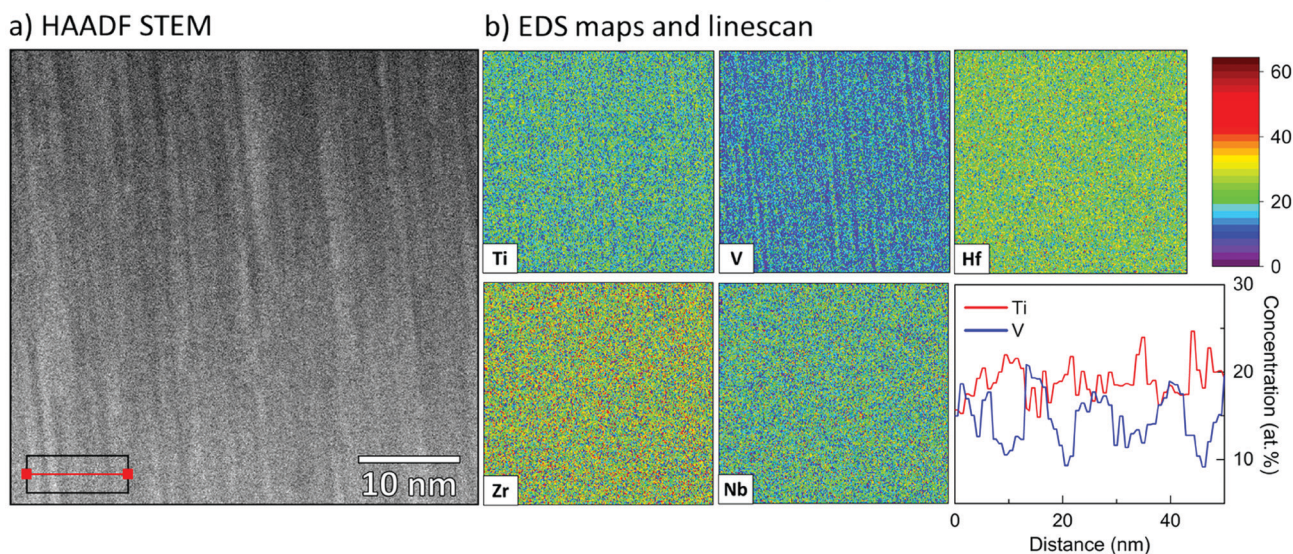 a) HAADF STEM
10 nm
b) EDS maps and linescan
Ti
V
Hf
60
40
20
0
Zr
Nb
Ti
V
30
20
10
Concentration (at.%)
0
20
40
Distance (nm)